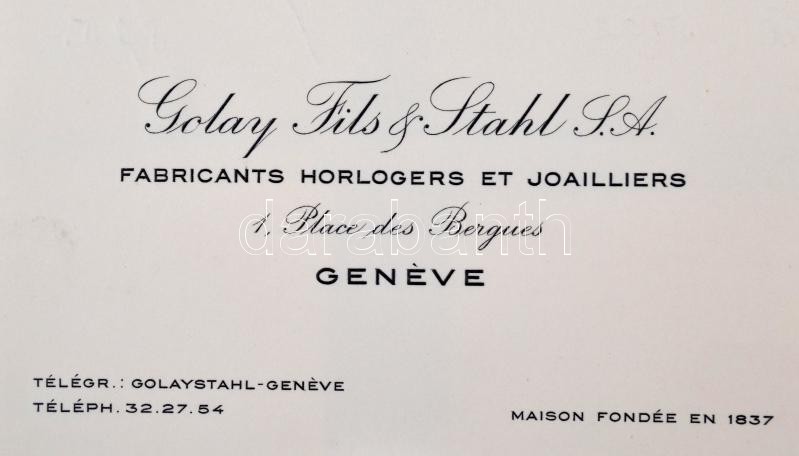 Golay Fils & Stahl S.A.
FABRICANTS HORLOGERS ET JOAILLIERS
1, Place des Bergues
darabanth
GENÈVE
TÉLÉGR.: GOLAYSTAHL-GENÈVE
TÉLÉPH. 32.27.54
MAISON FONDÉE EN 1837